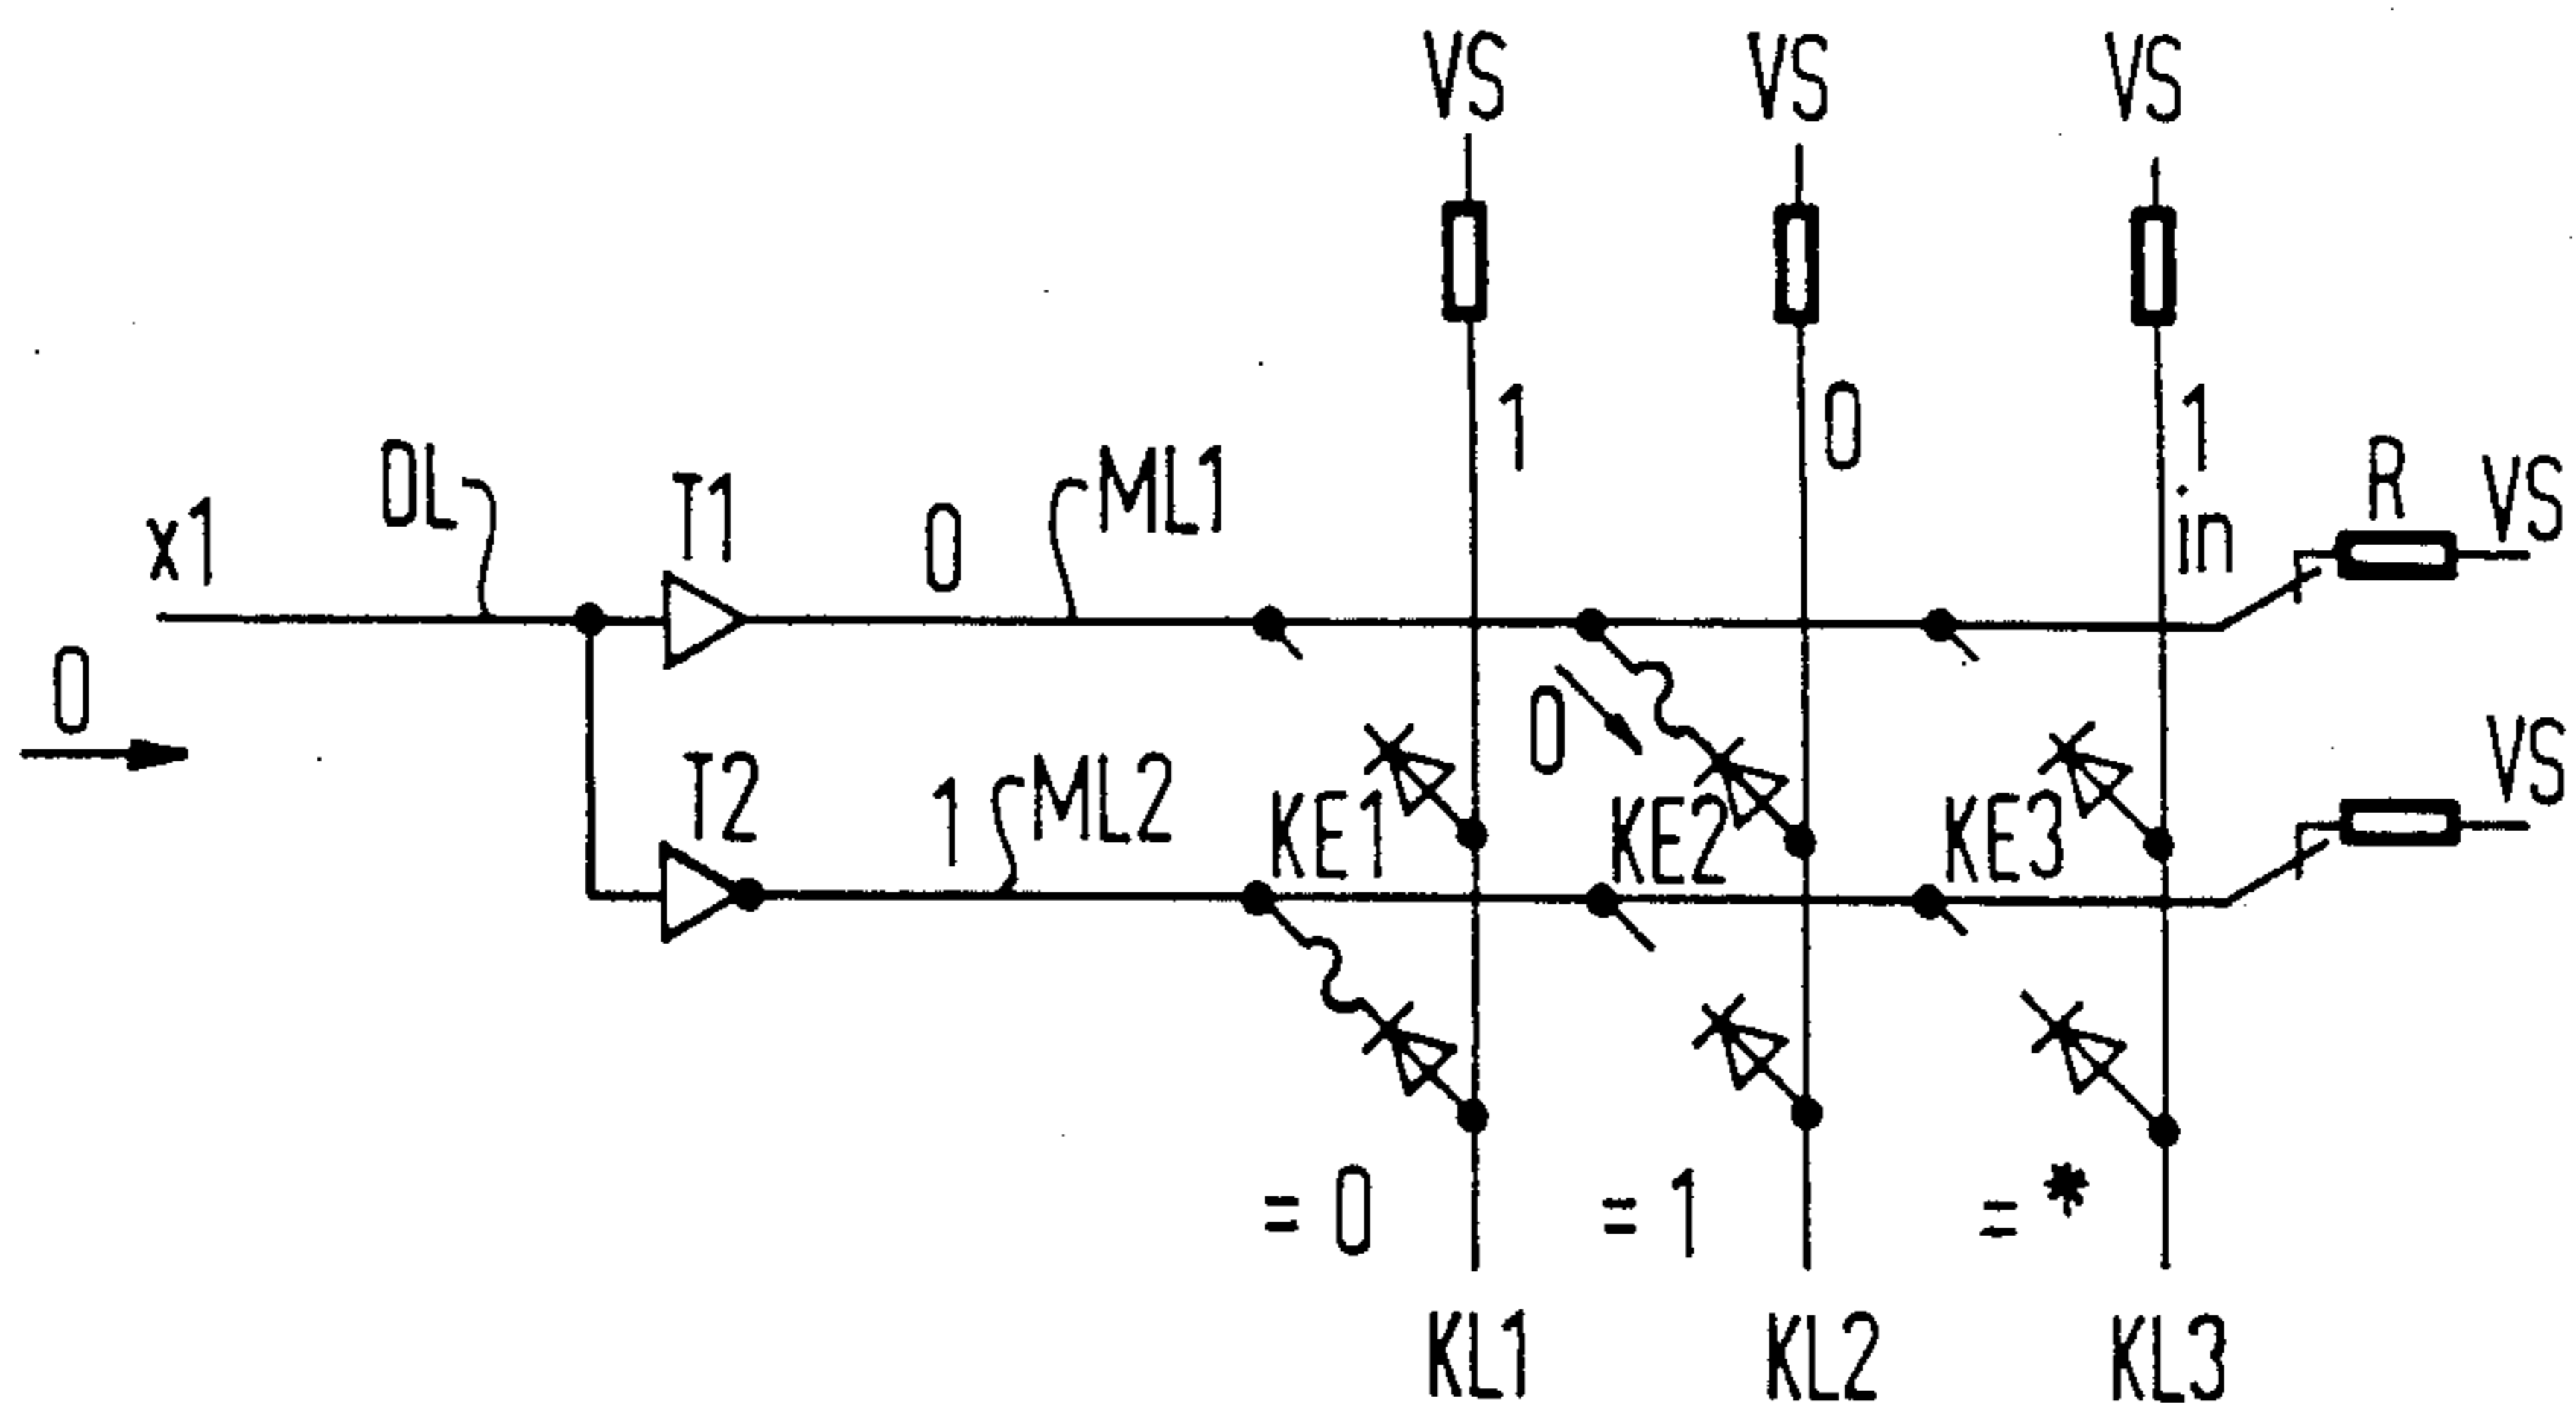 VS VS VS
1 0 1
in
x1 DL T1 0 ML1 R VS
0
0
T2 1 ML2 KE1 KE2 KE3 VS
= 0 = 1 = *
KL1 KL2 KL3